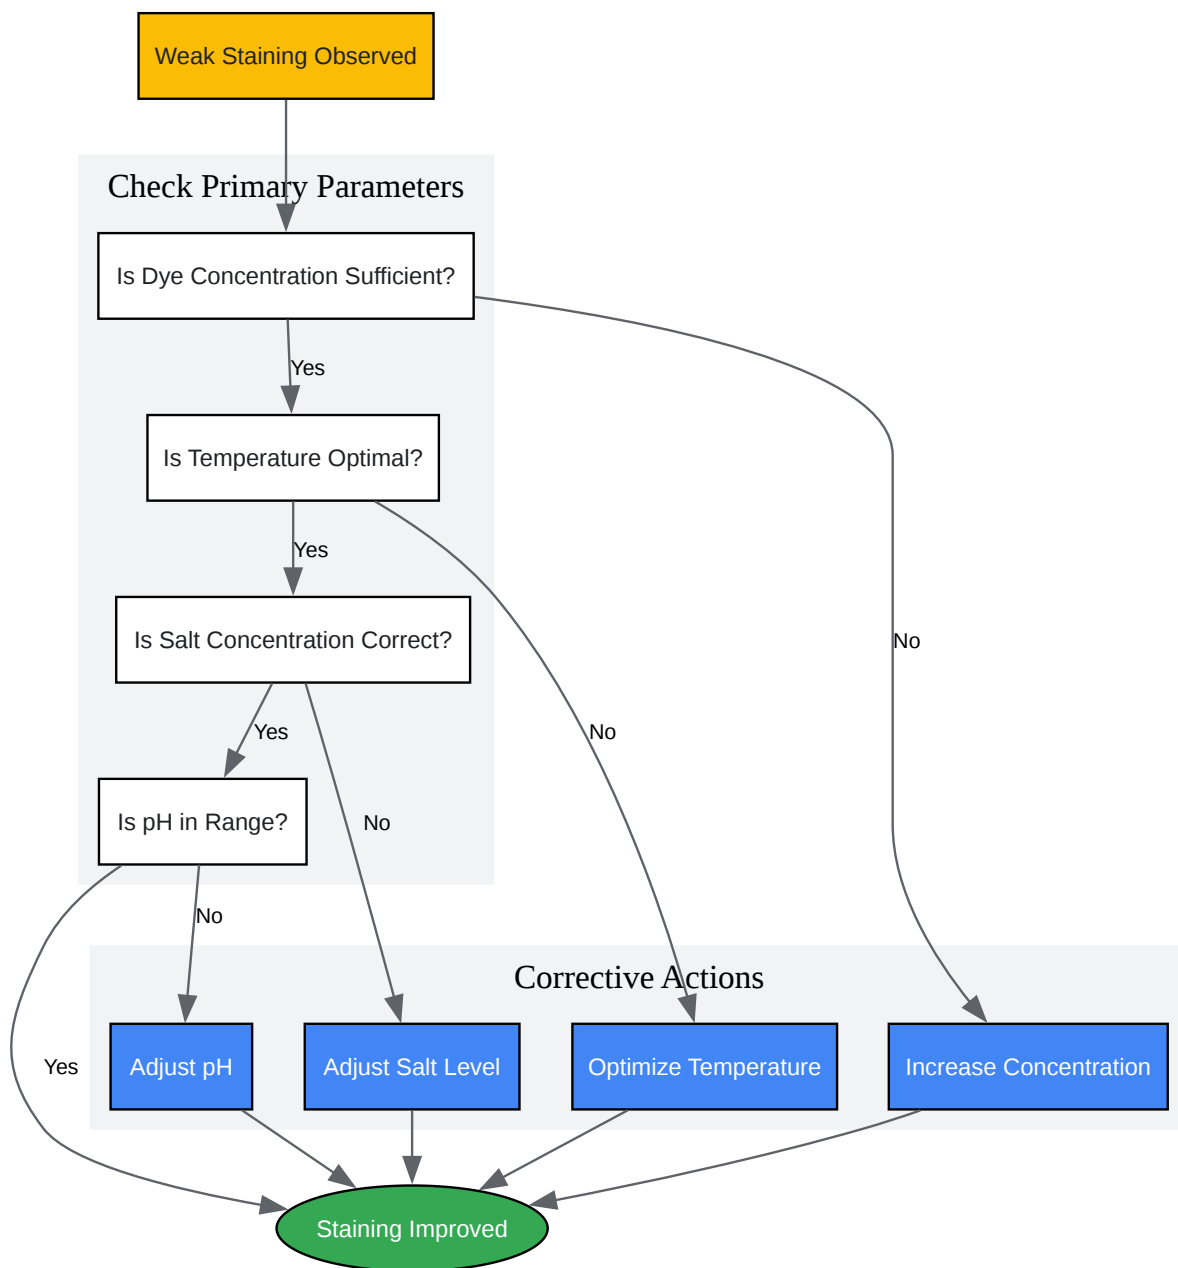 Weak Staining Observed
Check Primary Parameters
Is Dye Concentration Sufficient?
Yes
Is Temperature Optimal?
Yes
Is Salt Concentration Correct?
No
Yes
No
Is pH in Range?
No
No
Corrective Actions
Yes
Adjust pH
Adjust Salt Level
Optimize Temperature
Increase Concentration
Staining Improved